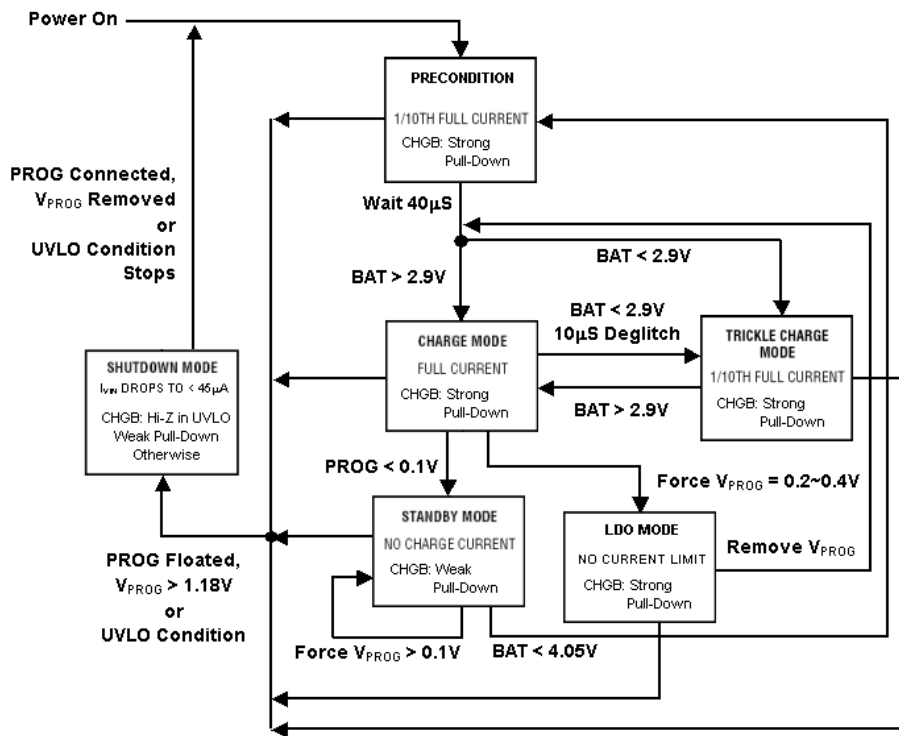 Power On
PRECONDITION
1/10TH FULL CURRENT
CHGB: Strong
Pull-Down
PROG Connected,
VPROG Removed
or
UVLO Condition
Stops
Wait 40μS
BAT > 2.9V
BAT < 2.9V
BAT < 2.9V
10μS Deglitch
CHARGE MODE
FULL CURRENT
CHGB: Strong
Pull-Down
TRICKLE CHARGE
MODE
1/10TH FULL CURRENT
CHGB: Strong
Pull-Down
BAT > 2.9V
SHUTDOWN MODE
IVIN DROPS TO < 45μA
CHGB: Hi-Z in UVLO
Weak Pull-Down
Otherwise
PROG < 0.1V
Force VPROG = 0.2~0.4V
STANDBY MODE
NO CHARGE CURRENT
CHGB: Weak
Pull-Down
LDO MODE
NO CURRENT LIMIT
CHGB: Strong
Pull-Down
Remove VPROG
PROG Floated,
VPROG > 1.18V
or
UVLO Condition
Force VPROG > 0.1V
BAT < 4.05V